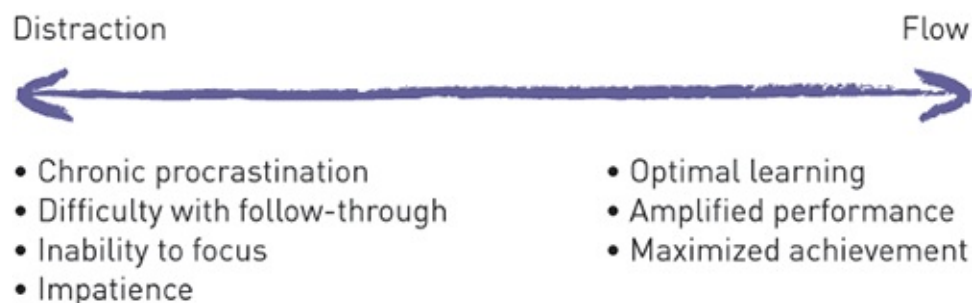 Distraction
Flow
• Chronic procrastination
• Difficulty with follow-through
• Inability to focus
• Impatience
• Optimal learning
• Amplified performance
• Maximized achievement